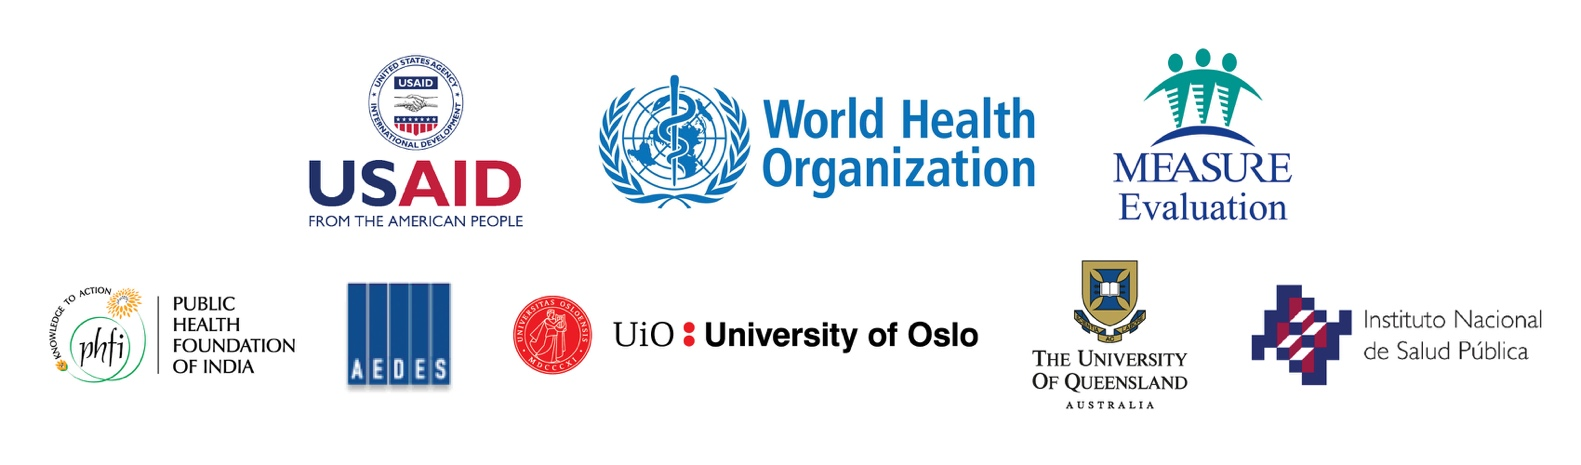 UNITED STATES AGENCY
USAID
INTERNATIONAL DEVELOPMENT
USAID
FROM THE AMERICAN PEOPLE
World Health
Organization
MEASURE
Evaluation
KNOWLEDGE TO ACTION
phfi
PUBLIC
HEALTH
FOUNDATION
OF INDIA
AEDES
UNIVERSITAS OSLOENSIS
MDCCCXI
UiO : University of Oslo
THE UNIVERSITY
OF QUEENSLAND
AUSTRALIA
Instituto Nacional
de Salud Pública